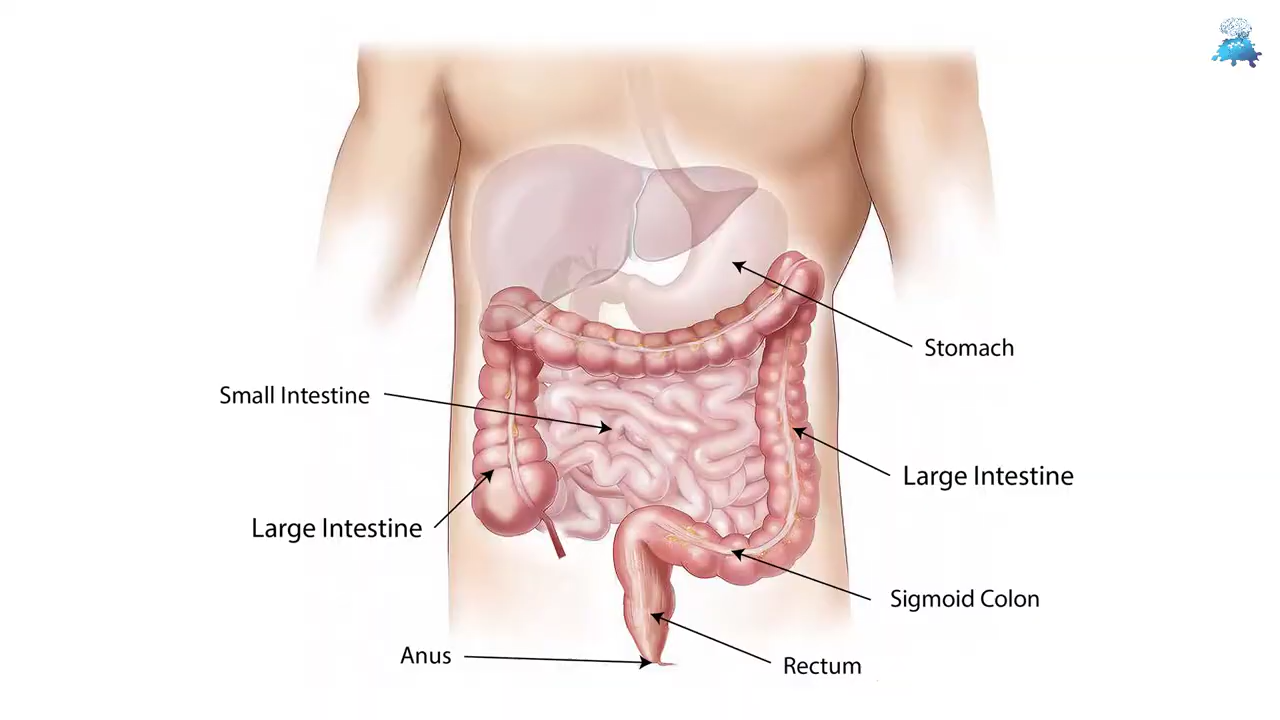 Stomach
Small Intestine
Large Intestine
Large Intestine
Sigmoid Colon
Anus
Rectum